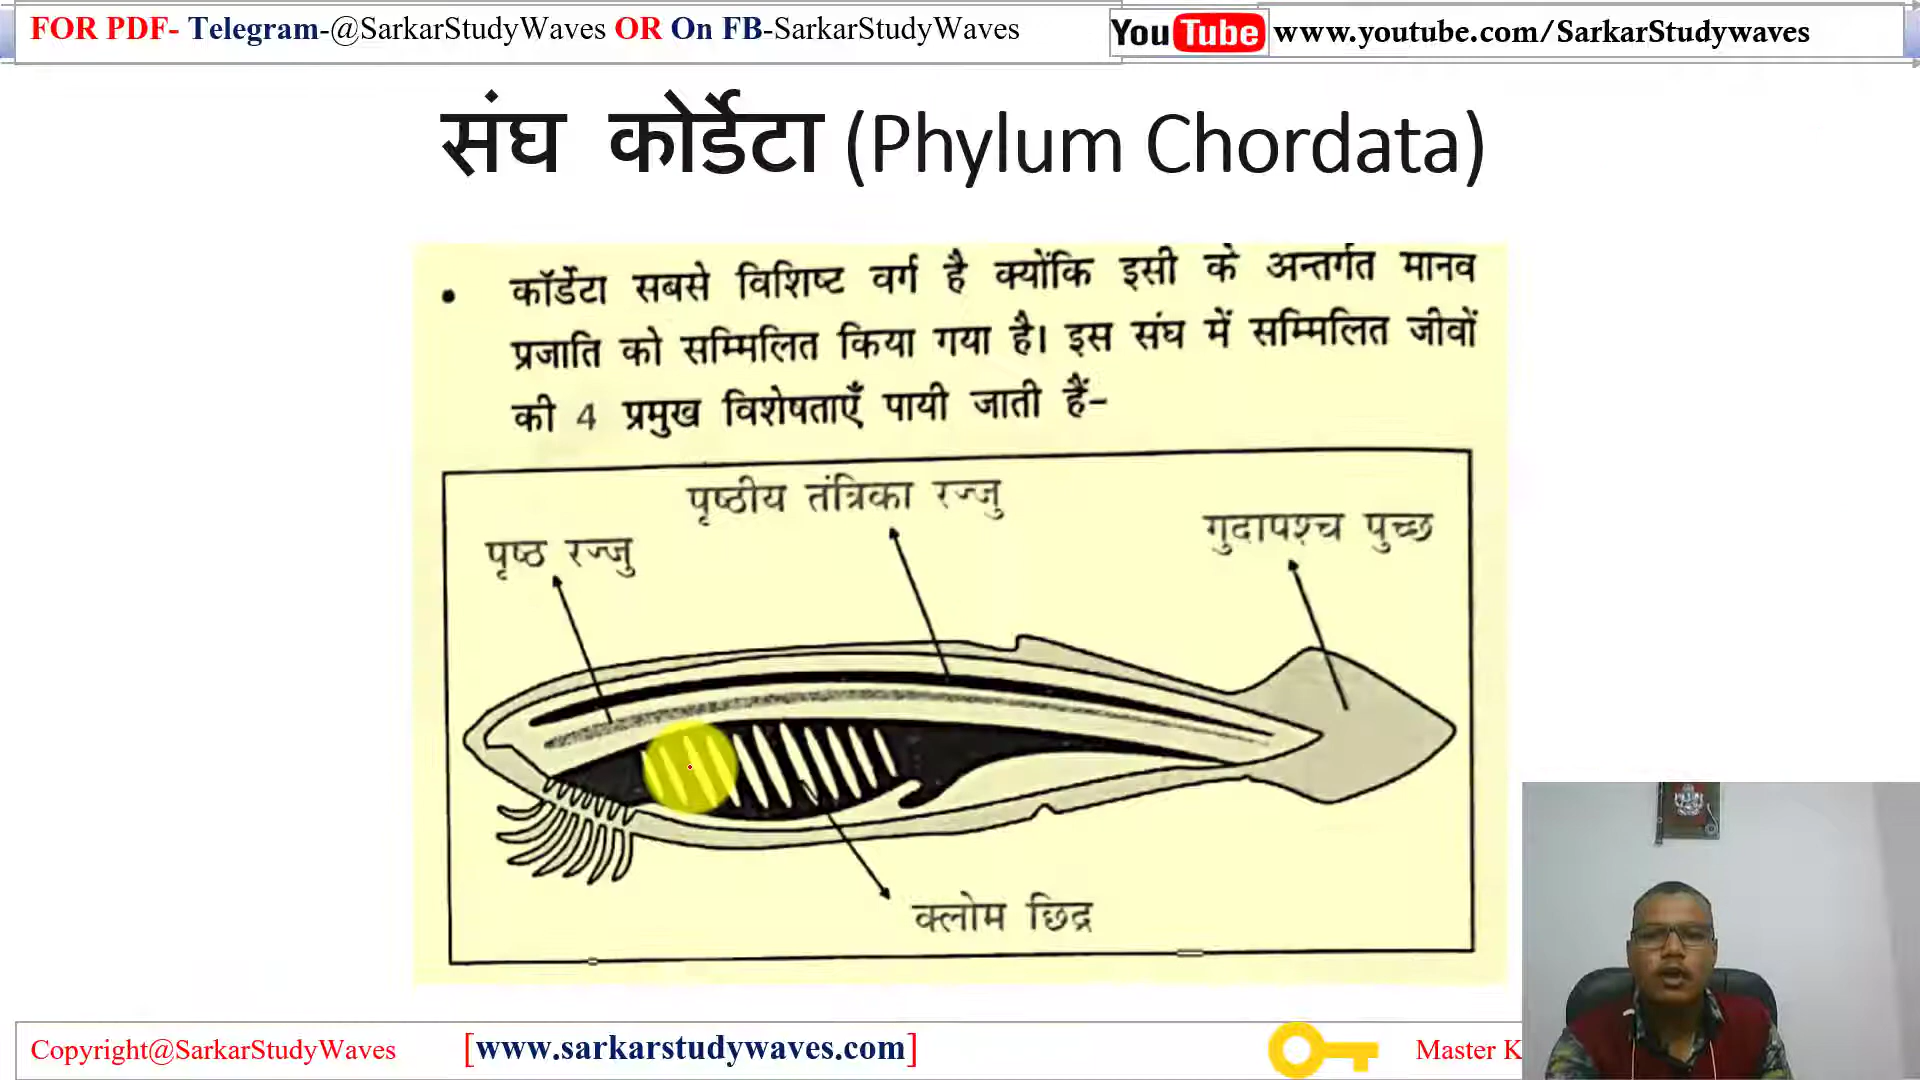 FOR PDF- Telegram-@SarkarStudyWaves OR On FB-SarkarStudyWaves
YouTube www.youtube.com/SarkarStudywaves
संघ कोर्डेटा (Phylum Chordata)
• कॉर्डेटा सबसे विशिष्ट वर्ग है क्योंकि इसी के अन्तर्गत मानव
प्रजाति को सम्मिलित किया गया है। इस संघ में सम्मिलित जीवों
की 4 प्रमुख विशेषताएँ पायी जाती हैं-
पृष्ठीय तंत्रिका रज्जु
गुदापश्च पुच्छ
पृष्ठ रज्जु
क्लोम छिद्र
Copyright@SarkarStudyWaves [www.sarkarstudywaves.com] Master K